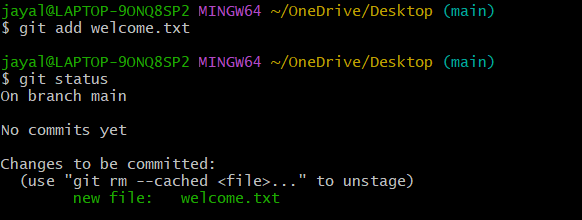 jayal@LAPTOP-9ONQ8SP2 MINGW64 ~/OneDrive/Desktop (main)
$ git add welcome.txt
jayal@LAPTOP-9ONQ8SP2 MINGW64 ~/OneDrive/Desktop (main)
$ git status
On branch main
No commits yet
Changes to be committed:
(use "git rm --cached <file>..." to unstage)
new file:   welcome.txt